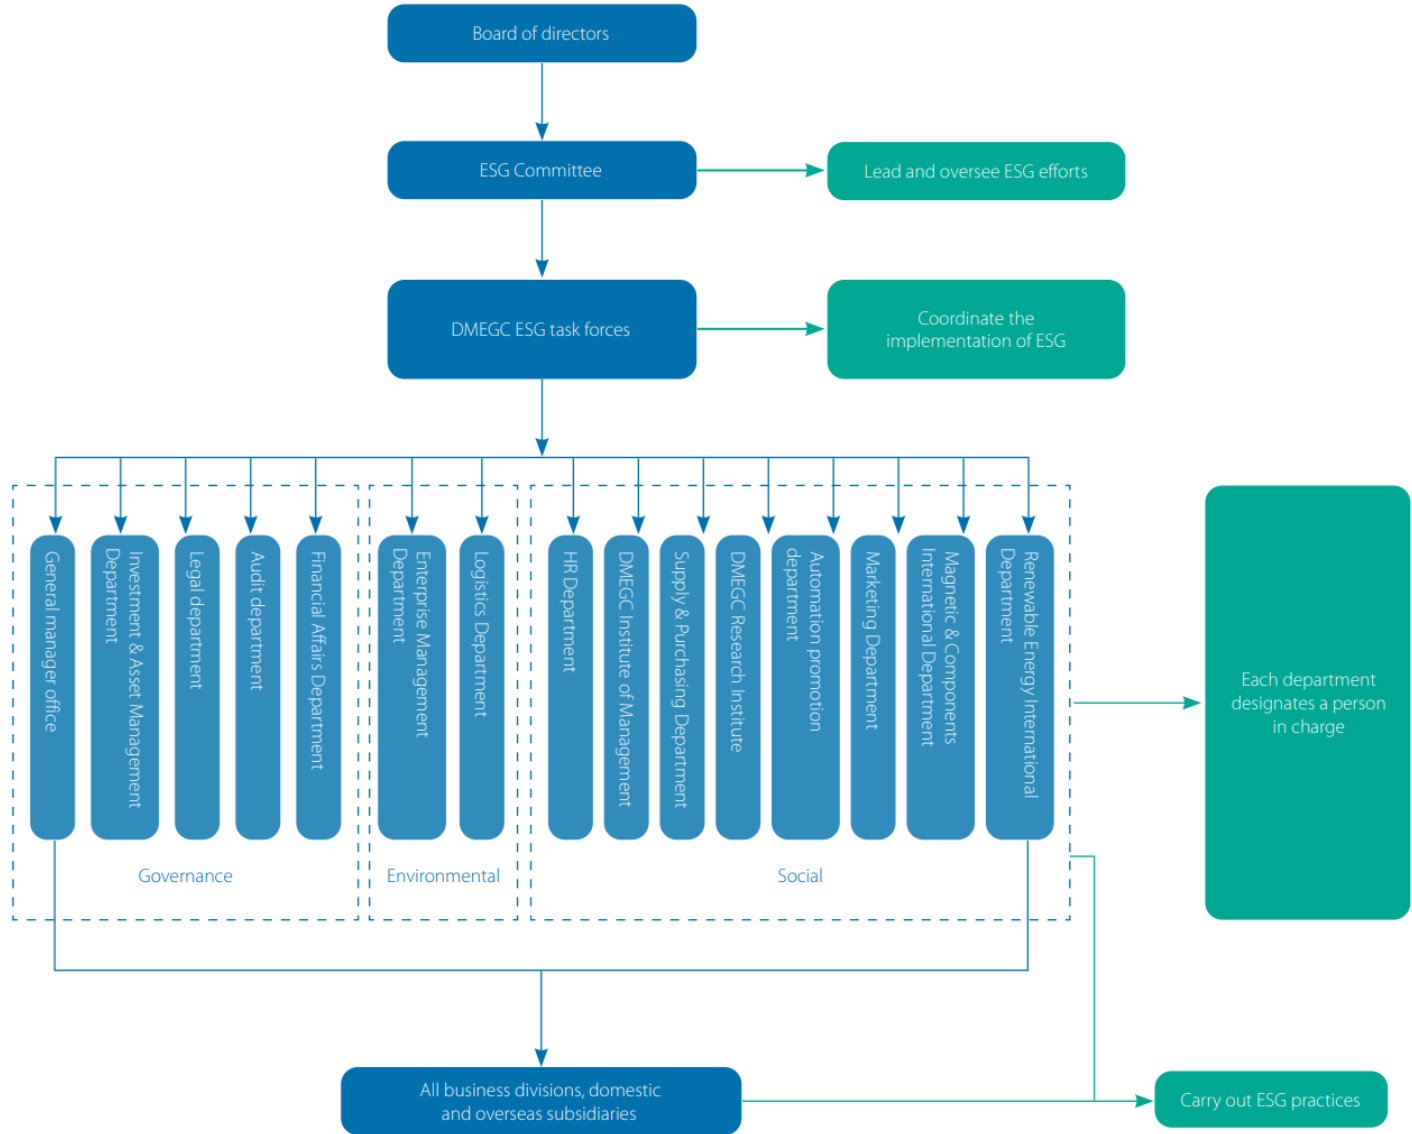 Board of directors
ESG Committee
Lead and oversee ESG efforts
DMEGC ESG task forces
Coordinate the
implementation of ESG
General manager office
Investment & Asset Management
Department
Legal department
Audit department
Financial Affairs Department
Enterprise Management
Department
Logistics Department
HR Department
DMEGC Institute of Management
Supply & Purchasing Department
DMEGC Research Institute
Automation promotion
department
Marketing Department
Magnetic & Components
International Department
Renewable Energy International
Department
Each department
designates a person
in charge
Governance
Environmental
Social
All business divisions, domestic
and overseas subsidiaries
Carry out ESG practices